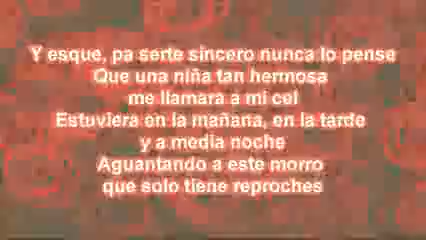 Y esque, pa serte sincero nunca lo pense
Que una niña tan hermosa
me llamara a mi cel
Estuviera en la mañana, en la tarde
y a media noche
Aguantando a este morro
que solo tiene reproches